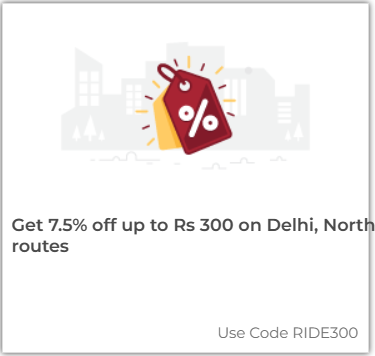 %
Get 7.5% off up to Rs 300 on Delhi, North
routes
Use Code RIDE300